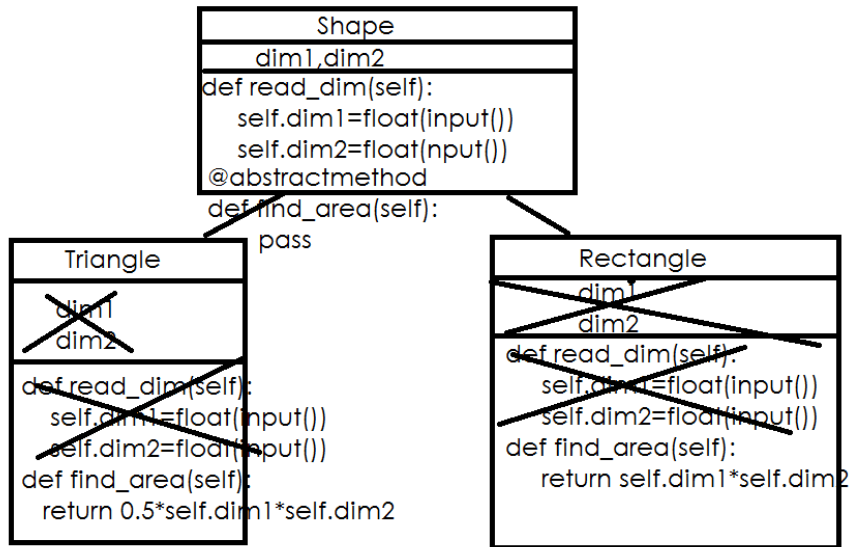 Shape
dim1,dim2
def read_dim(self):
self.dim1=float(input())
self.dim2=float(nput())
@abstractmethod
def find_area(self):
pass
Triangle
dim1
dim2
def read_dim(self):
self.dim1=float(input())
self.dim2=float(input())
def find_area(self):
return 0.5*self.dim1*self.dim2
Rectangle
dim1
dim2
def read_dim(self):
self.dim1=float(input())
self.dim2=float(input())
def find_area(self):
return self.dim1*self.dim2